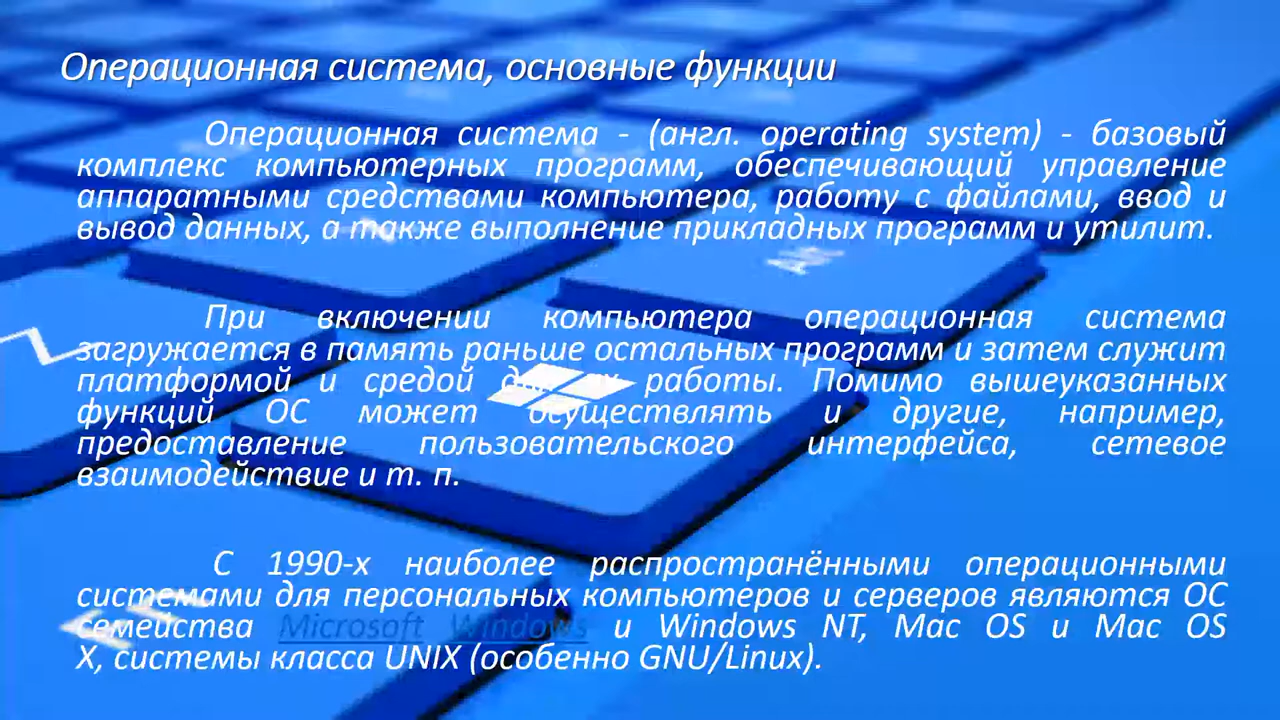 Операционная система, основные функции
Операционная система - (англ. operating system) - базовый
комплекс компьютерных программ, обеспечивающий управление
аппаратными средствами компьютера, работу с файлами, ввод и
вывод данных, а также выполнение прикладных программ и утилит.
При включении компьютера операционная система
загружается в память раньше остальных программ и затем служит
платформой и средой для их работы. Помимо вышеуказанных
функций ОС может осуществлять и другие, например,
предоставление пользовательского интерфейса, сетевое
взаимодействие и т. п.
С 1990-х наиболее распространёнными операционными
системами для персональных компьютеров и серверов являются ОС
семейства Microsoft Windows и Windows NT, Mac OS и Mac OS
X, системы класса UNIX (особенно GNU/Linux).